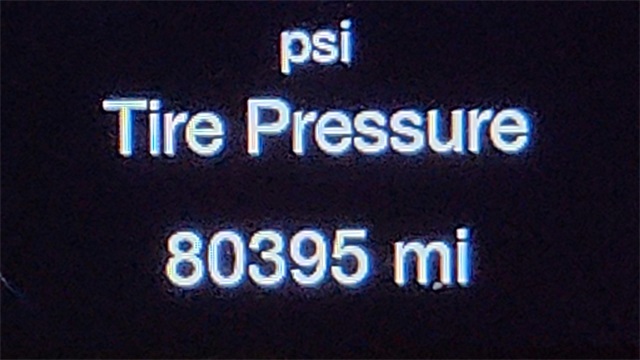 psi
Tire Pressure
80395 mi